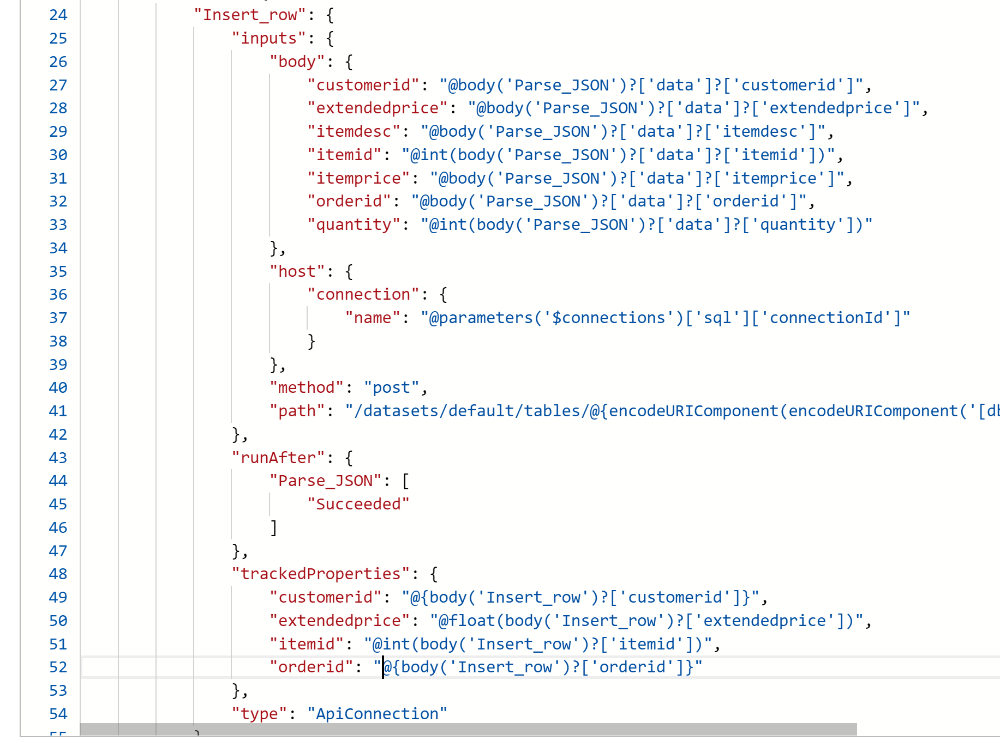 24 "Insert_row": {
25 "inputs": {
26 "body": {
27 "customerid": "@body('Parse_JSON')?['data']?['customerid']",
28 "extendedprice": "@body('Parse_JSON')?['data']?['extendedprice']",
29 "itemdesc": "@body('Parse_JSON')?['data']?['itemdesc']",
30 "itemid": "@int(body('Parse_JSON')?['data']?['itemid'])",
31 "itemprice": "@body('Parse_JSON')?['data']?['itemprice']",
32 "orderid": "@body('Parse_JSON')?['data']?['orderid']",
33 "quantity": "@int(body('Parse_JSON')?['data']?['quantity'])"
34 },
35 "host": {
36 "connection": {
37 "name": "@parameters('$connections')['sql']['connectionId']"
38 }
39 },
40 "method": "post",
41 "path": "/datasets/default/tables/@{encodeURIComponent(encodeURIComponent('[db
42 },
43 "runAfter": {
44 "Parse_JSON": [
45 "Succeeded"
46 ]
47 },
48 "trackedProperties": {
49 "customerid": "@{body('Insert_row')?['customerid']}",
50 "extendedprice": "@float(body('Insert_row')?['extendedprice'])",
51 "itemid": "@int(body('Insert_row')?['itemid'])",
52 "orderid": "@{body('Insert_row')?['orderid']}"
53 },
54 "type": "ApiConnection"
55 }